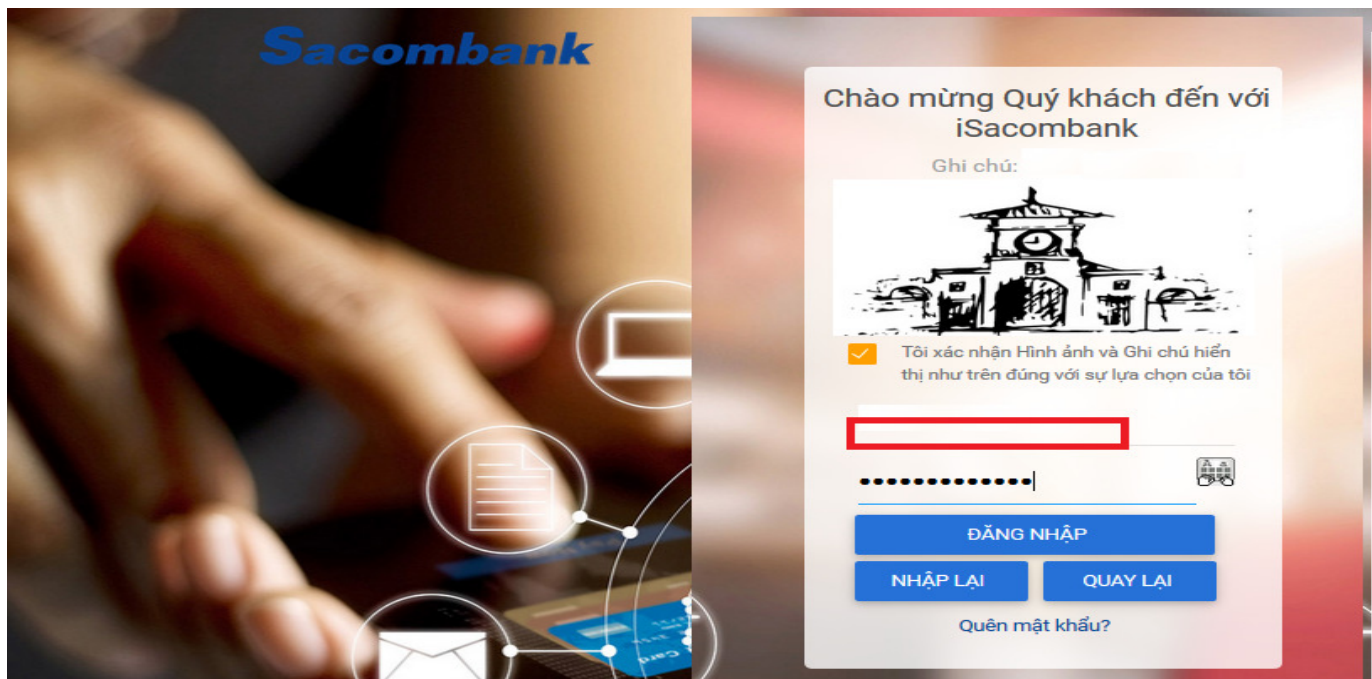 Sacombank
Chào mừng Quý khách đến với
iSacombank
Ghi chú:
Tôi xác nhận Hình ảnh và Ghi chú hiển
thị như trên đúng với sự lựa chọn của tôi
ĐĂNG NHẬP
NHẬP LẠI
QUAY LẠI
Quên mật khẩu?
Card